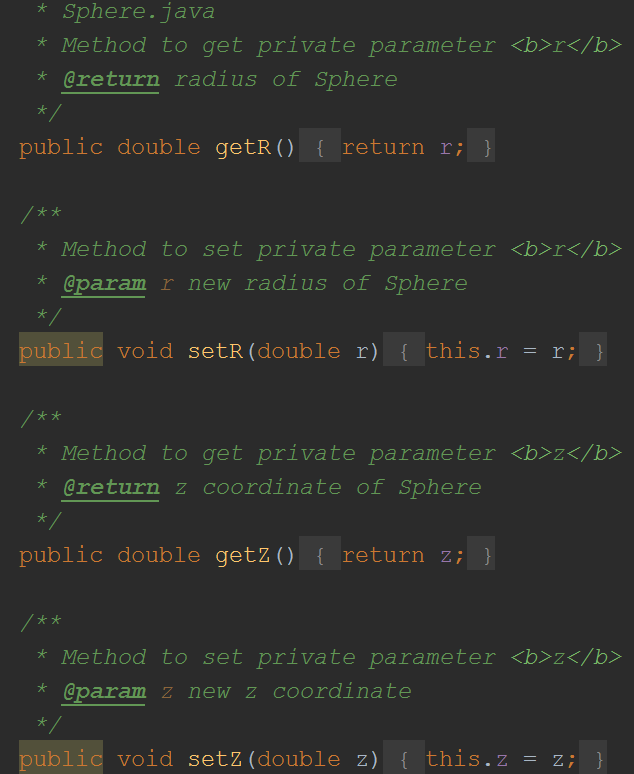 * Sphere.java
* Method to get private parameter <b>r</b>
* @return radius of Sphere
*/
public double getR() { return r; }
/**
* Method to set private parameter <b>r</b>
* @param r new radius of Sphere
*/
public void setR(double r) { this.r = r; }
/**
* Method to get private parameter <b>z</b>
* @return z coordinate of Sphere
*/
public double getZ() { return z; }
/**
* Method to set private parameter <b>z</b>
* @param z new z coordinate
*/
public void setZ(double z) { this.z = z; }